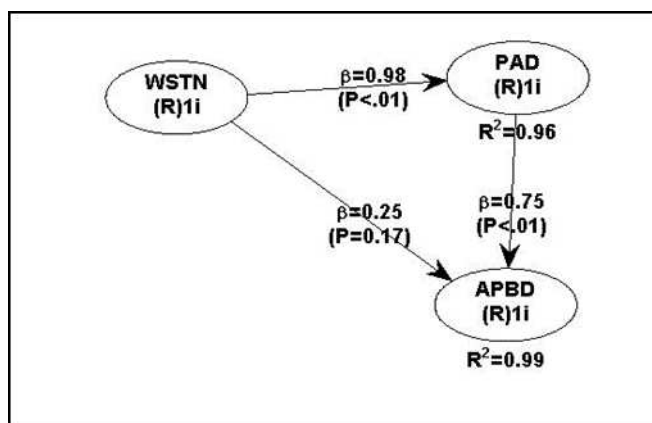 WSTN
(R)1i
β=0.98
(P<.01)
PAD
(R)1i
R²=0.96
β=0.25
(P=0.17)
β=0.75
(P<.01)
APBD
(R)1i
R²=0.99